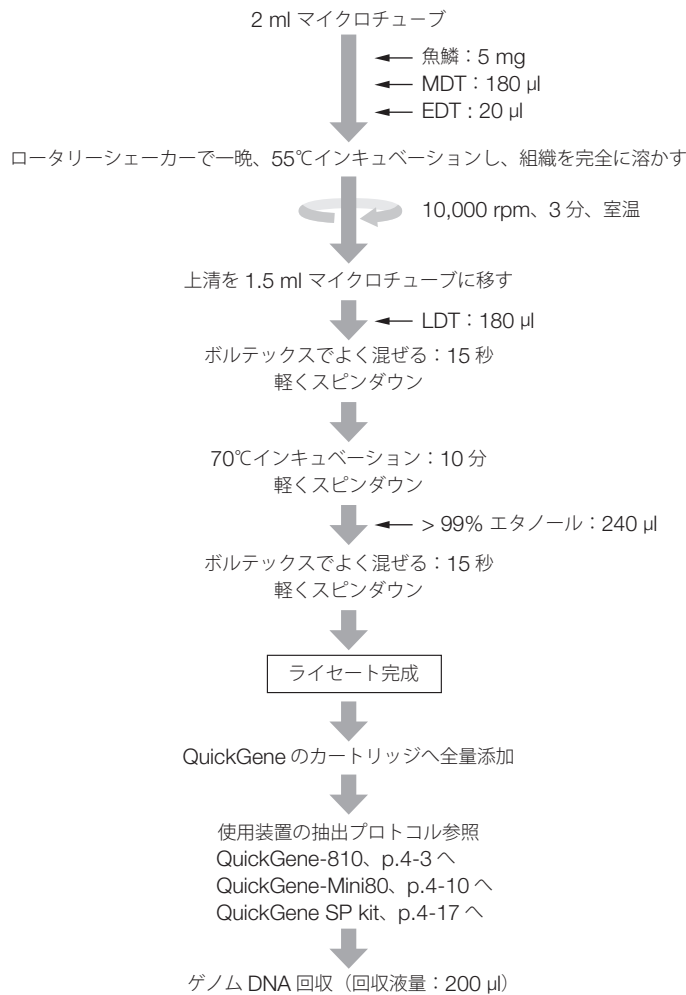 2 ml マイクロチューブ
魚鱗：5 mg
MDT：180 µl
EDT : 20 µl
ロータリーシェーカーで一晩、55℃インキュベーションし、組織を完全に溶かす
10,000 rpm、3 分、室温
上清を 1.5 ml マイクロチューブに移す
LDT：180 µl
ボルテックスでよく混ぜる：15 秒
軽くスピンダウン
70℃インキュベーション：10 分
軽くスピンダウン
> 99% エタノール：240 µl
ボルテックスでよく混ぜる：15 秒
軽くスピンダウン
ライセート完成
QuickGene のカートリッジへ全量添加
使用装置の抽出プロトコル参照
QuickGene-810、p.4-3 へ
QuickGene-Mini80、p.4-10 へ
QuickGene SP kit、p.4-17 へ
ゲノム DNA 回収（回収液量：200 µl）